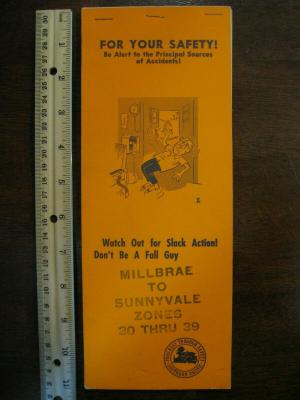 FOR YOUR SAFETY!
Be Alert to the Principal Sources
of Accidents!
Watch Out for Slack Action!
Don't Be A Fall Guy
MILLBRAE
TO
SUNNYVALE
ZONES
30 THRU 39